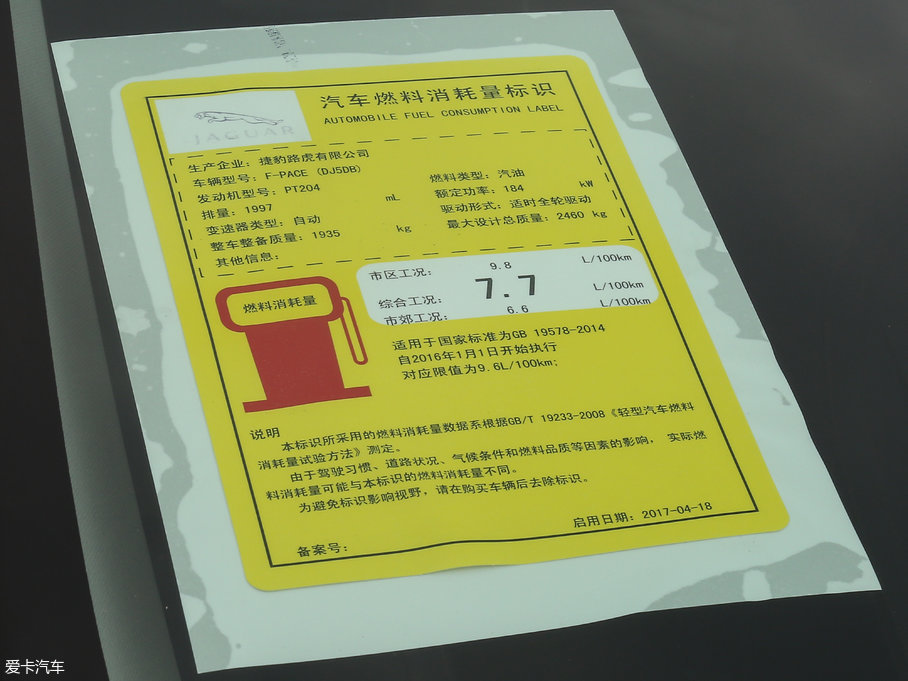 汽车燃料消耗量标识
AUTOMOBILE FUEL CONSUMPTION LABEL
JAGUAR
生产企业: 捷豹路虎有限公司
车辆型号: F-PACE (DJ5DB)
发动机型号: PT204 燃料类型: 汽油
排量: 1997 mL 额定功率: 184 kW
变速器类型: 自动 驱动形式: 适时全轮驱动
整车整备质量: 1935 kg 最大设计总质量: 2460 kg
其他信息:
市区工况: 9.8 L/100km
综合工况: 7.7 L/100km
市郊工况: 6.6 L/100km
燃料消耗量
适用于国家标准为GB 19578-2014
自2016年1月1日开始执行
对应限值为9.6L/100km;
说明
本标识所采用的燃料消耗量数据系根据GB/T 19233-2008《轻型汽车燃料
消耗量试验方法》测定。
由于驾驶习惯、道路状况、气候条件和燃料品质等因素的影响, 实际燃
料消耗量可能与本标识的燃料消耗量不同。
为避免标识影响视野, 请在购买车辆后去除标识。
启用日期: 2017-04-18
备案号:
爱卡汽车